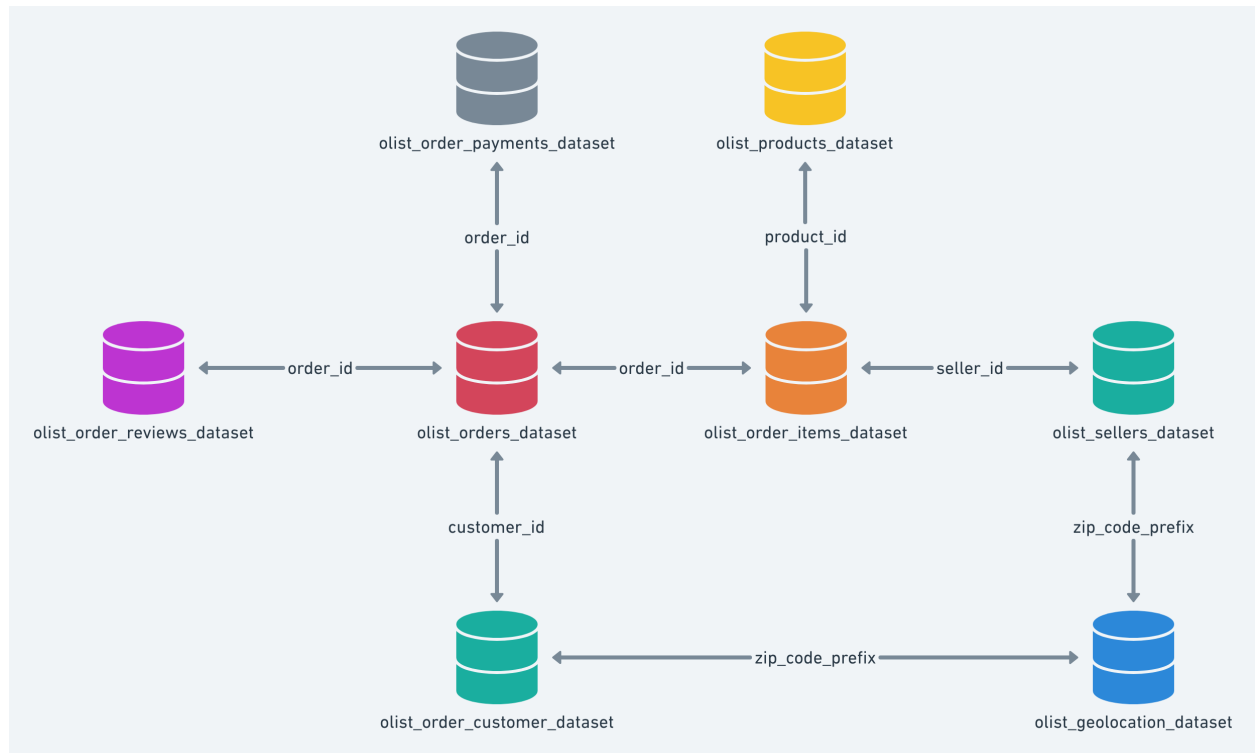 olist_order_payments_dataset
olist_products_dataset
order_id
product_id
order_id
order_id
seller_id
olist_order_reviews_dataset
olist_orders_dataset
olist_order_items_dataset
olist_sellers_dataset
customer_id
zip_code_prefix
zip_code_prefix
olist_order_customer_dataset
olist_geolocation_dataset